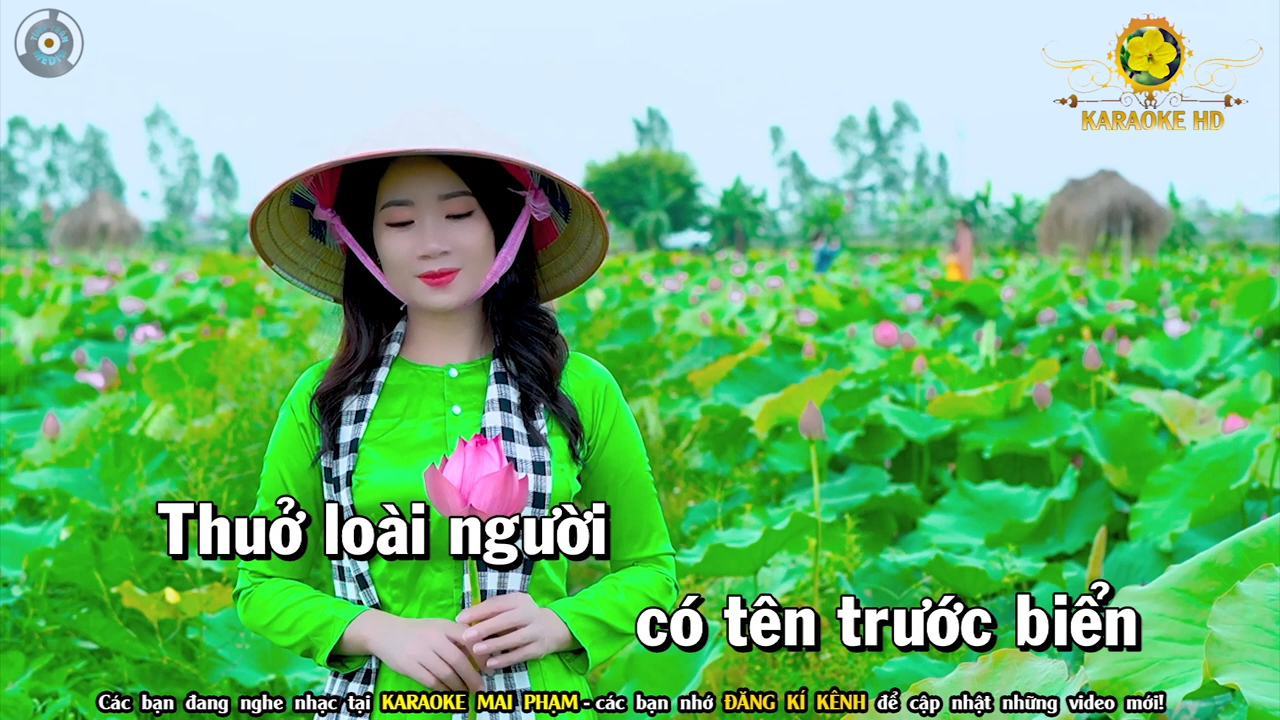 KARAOKE HD
Thuở loài người
có tên trước biển
Các bạn đang nghe nhạc tại KARAOKE MAI PHẠM - các bạn nhớ ĐĂNG KÍ KÊNH để cập nhật những video mới!